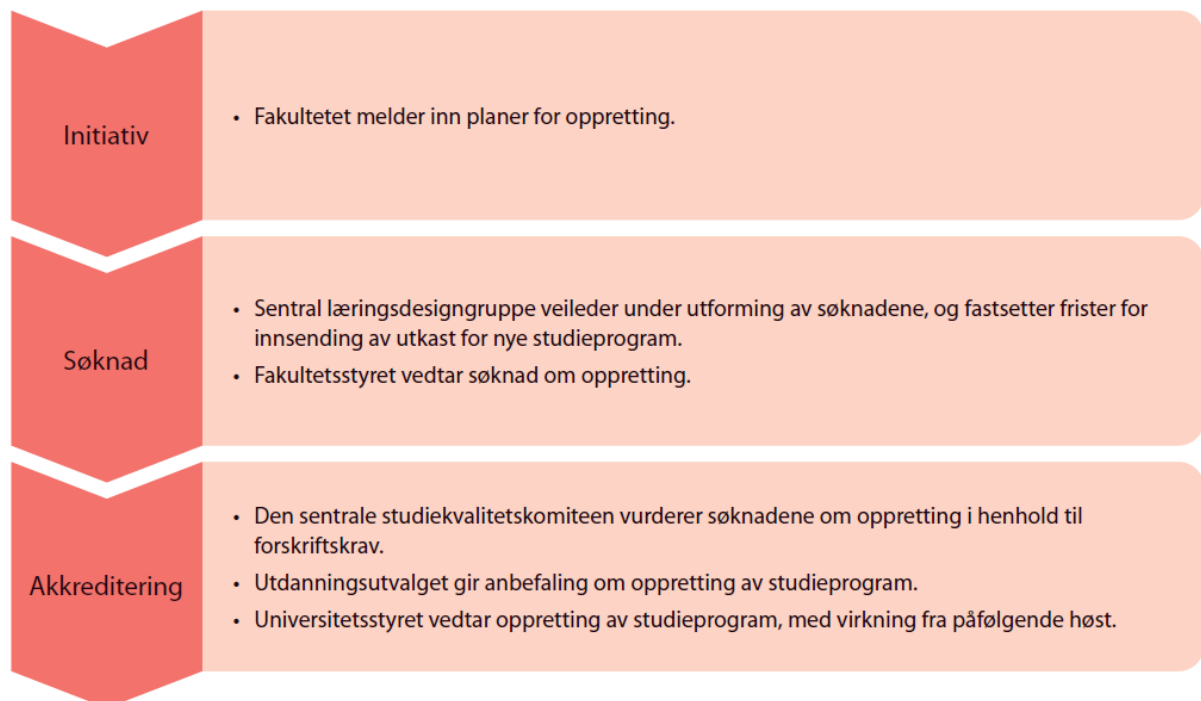 Initiativ
• Fakultetet melder inn planer for oppretting.
Søknad
• Sentral læringsdesigngruppe veileder under utforming av søknadene, og fastsetter frister for
innsending av utkast for nye studieprogram.
• Fakultetsstyret vedtar søknad om oppretting.
Akkreditering
• Den sentrale studiekvalitetskomiteen vurderer søknadene om oppretting i henhold til
forskriftskrav.
• Utdanningsutvalget gir anbefaling om oppretting av studieprogram.
• Universitetsstyret vedtar oppretting av studieprogram, med virkning fra påfølgende høst.